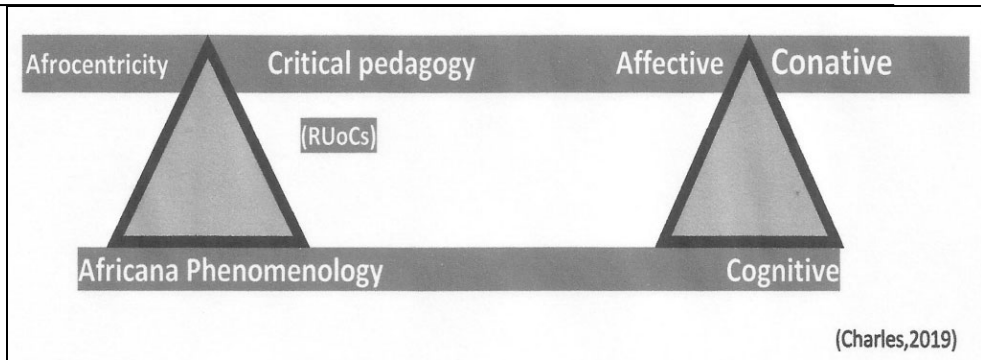 Afrocentricity Critical pedagogy Affective Conative
(RUoCs)
Africana Phenomenology Cognitive
(Charles,2019)